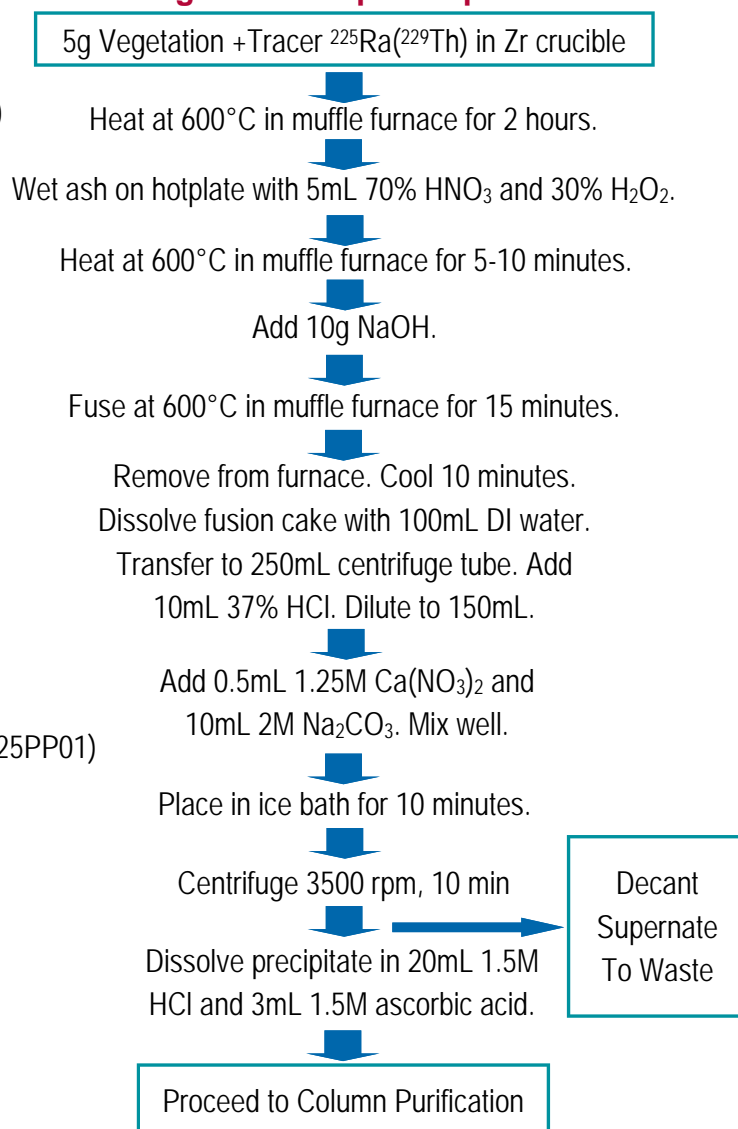 5g Vegetation +Tracer ²²⁵Ra(²²⁹Th) in Zr crucible
)
Heat at 600°C in muffle furnace for 2 hours.
Wet ash on hotplate with 5mL 70% HNO₃ and 30% H₂O₂.
Heat at 600°C in muffle furnace for 5-10 minutes.
Add 10g NaOH.
Fuse at 600°C in muffle furnace for 15 minutes.
Remove from furnace. Cool 10 minutes.
Dissolve fusion cake with 100mL DI water.
Transfer to 250mL centrifuge tube. Add
10mL 37% HCl. Dilute to 150mL.
Add 0.5mL 1.25M Ca(NO₃)₂ and
10mL 2M Na₂CO₃. Mix well.
25PP01)
Place in ice bath for 10 minutes.
Centrifuge 3500 rpm, 10 min
Decant
Supernate
To Waste
Dissolve precipitate in 20mL 1.5M
HCl and 3mL 1.5M ascorbic acid.
Proceed to Column Purification